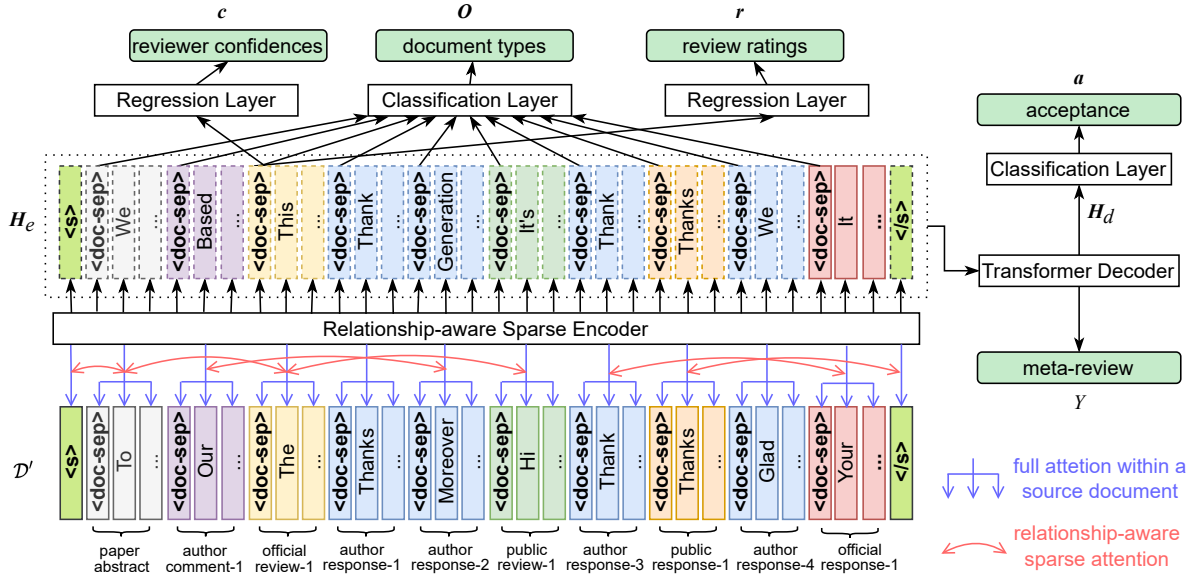 c
O
r
reviewer confidences
document types
review ratings
Regression Layer
Classification Layer
Regression Layer
a
acceptance
Classification Layer
H_d
Transformer Decoder
meta-review
Y
H_e
<s>
<doc-sep>
We
...
<doc-sep>
Based
...
<doc-sep>
This
...
<doc-sep>
Thank
...
<doc-sep>
Generation
...
<doc-sep>
It's
...
<doc-sep>
Thank
...
<doc-sep>
Thanks
...
<doc-sep>
We
...
<doc-sep>
It
...
</s>
Relationship-aware Sparse Encoder
D'
<s>
<doc-sep>
To
...
<doc-sep>
Our
...
<doc-sep>
The
...
<doc-sep>
Thanks
...
<doc-sep>
Moreover
...
<doc-sep>
Hi
...
<doc-sep>
Thank
...
<doc-sep>
Thanks
...
<doc-sep>
Glad
...
<doc-sep>
Your
...
</s>
paper
abstract
author
comment-1
official
review-1
author
response-1
author
response-2
public
review-1
author
response-3
public
response-1
author
response-4
official
response-1
full attetion within a
source document
relationship-aware
sparse attention